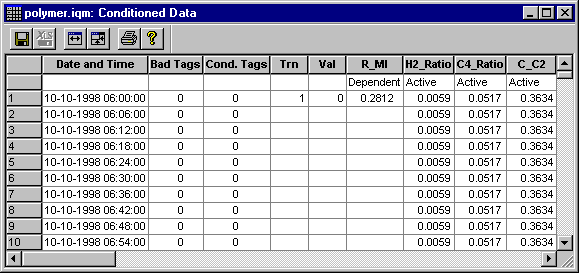 polymer.iqm: Conditioned Data
XLS
Date and Time Bad Tags Cond. Tags Trn Val R_MI H2_Ratio C4_Ratio C_C2
Dependent Active Active Active
1 10-10-1998 06:00:00 0 0 1 0 0.2812 0.0059 0.0517 0.3634
2 10-10-1998 06:06:00 0 0 0.0059 0.0517 0.3634
3 10-10-1998 06:12:00 0 0 0.0059 0.0517 0.3634
4 10-10-1998 06:18:00 0 0 0.0059 0.0517 0.3634
5 10-10-1998 06:24:00 0 0 0.0059 0.0517 0.3634
6 10-10-1998 06:30:00 0 0 0.0059 0.0517 0.3634
7 10-10-1998 06:36:00 0 0 0.0059 0.0517 0.3634
8 10-10-1998 06:42:00 0 0 0.0059 0.0517 0.3634
9 10-10-1998 06:48:00 0 0 0.0059 0.0517 0.3634
10 10-10-1998 06:54:00 0 0 0.0059 0.0517 0.3634